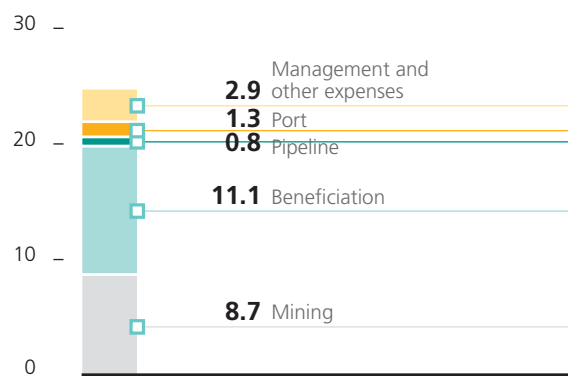 30
Management and
2.9 other expenses
1.3 Port
20
0.8 Pipeline
11.1 Beneficiation
10
8.7 Mining
0